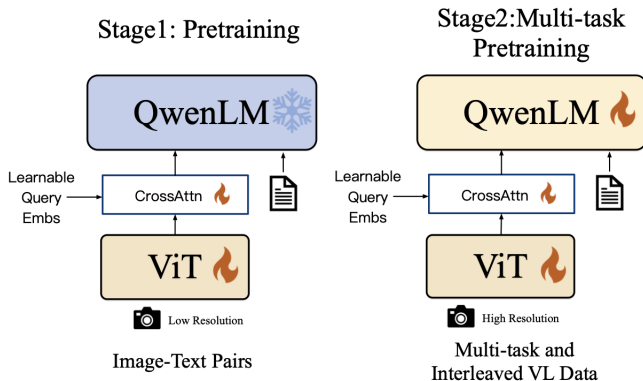 Stage1: Pretraining
QwenLM
Learnable
Query
Embs
CrossAttn
ViT
Low Resolution
Image-Text Pairs
Stage2:Multi-task
Pretraining
QwenLM
Learnable
Query
Embs
CrossAttn
ViT
High Resolution
Multi-task and
Interleaved VL Data